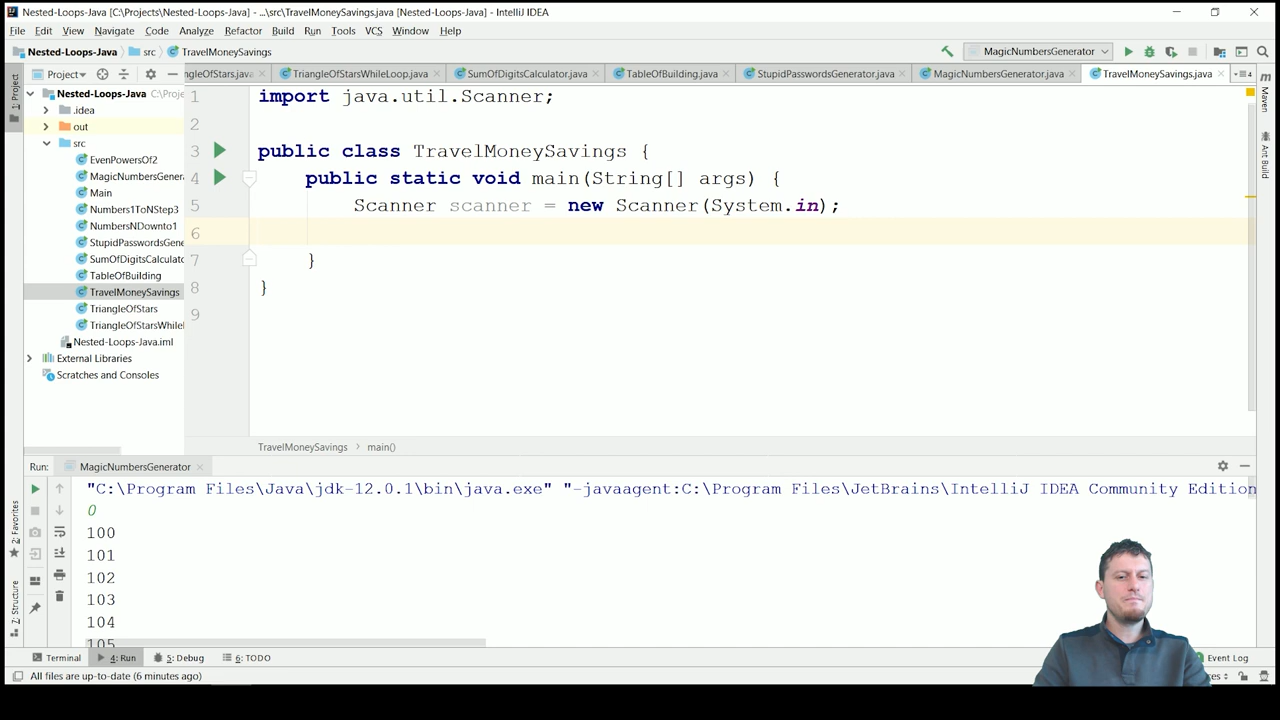 Nested-Loops-Java [C:\Projects\Nested-Loops-Java] - ...\src\TravelMoneySavings.java [Nested-Loops-Java] - IntelliJ IDEA
File Edit View Navigate Code Analyze Refactor Build Run Tools VCS Window Help
Nested-Loops-Java src TravelMoneySavings MagicNumbersGenerator
Project ngleOfStars.java TriangleOfStarsWhileLoop.java SumOfDigitsCalculator.java TableOfBuilding.java StupidPasswordsGenerator.java MagicNumbersGenerator.java TravelMoneySavings.java
1: Project
Maven
Ant Build
Nested-Loops-Java C:\Proje
.idea
out
src
EvenPowersOf2
MagicNumbersGenera
Main
Numbers1ToNStep3
NumbersNDownto1
StupidPasswordsGene
SumOfDigitsCalculato
TableOfBuilding
TravelMoneySavings
TriangleOfStars
TriangleOfStarsWhileL
Nested-Loops-Java.iml
External Libraries
Scratches and Consoles
1 import java.util.Scanner;
2
3 public class TravelMoneySavings {
4 public static void main(String[] args) {
5 Scanner scanner = new Scanner(System.in);
6
7 }
8 }
9
TravelMoneySavings > main()
Run: MagicNumbersGenerator
"C:\Program Files\Java\jdk-12.0.1\bin\java.exe" "-javaagent:C:\Program Files\JetBrains\IntelliJ IDEA Community Edition
0
100
101
102
103
104
105
2: Favorites
7: Structure
Terminal 4: Run 5: Debug 6: TODO Event Log
All files are up-to-date (6 minutes ago)